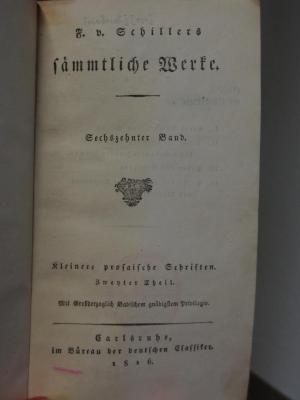 F. v. Schillers
sämmtliche Werke.
Sechszehnter Band.
Kleinere prosaische Schriften.
Zweyter Theil.
Mit Großherzoglich Badischem gnädigstem Privilegio.
Carlsruhe,
im Büreau der deutschen Classiker.
1816.